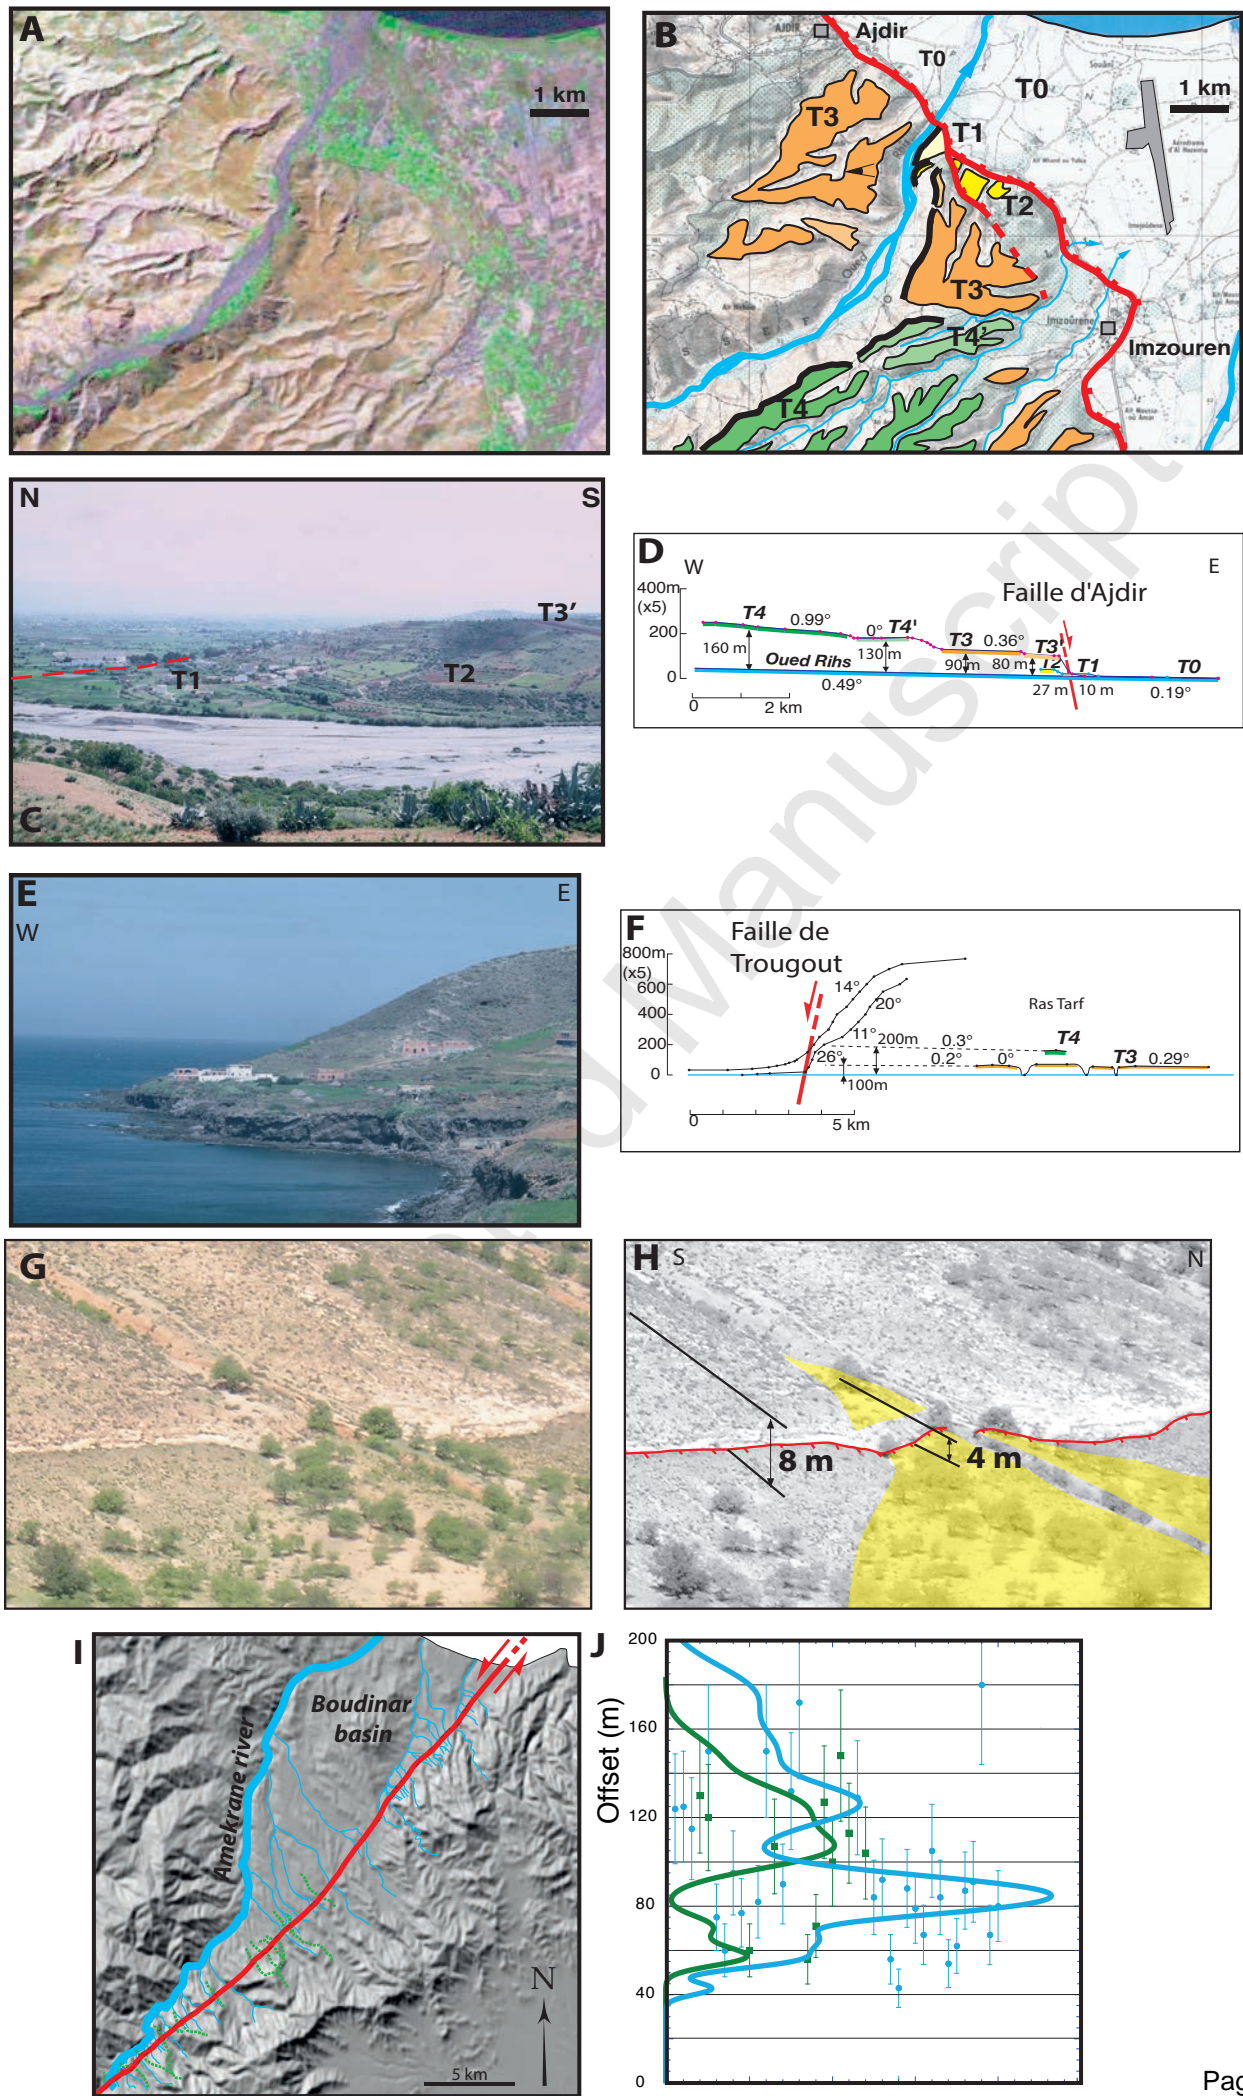 A
1 km
B
AJDIR
Ajdir
T0
T0
1 km
T3
T1
T2
T3
T4'
T4
Imzourene
Imzouren
N
S
T3'
T2
T1
C
D
W
E
Faille d'Ajdir
400m
(x5)
200
0
T4
0.99°
0°
T4'
T3
0.36°
T3'
T2
T1
T0
160 m
130 m
90 m
80 m
Oued Rihs
0.49°
27 m
10 m
0.19°
0
2 km
E
E
W
F
Faille de
Trougout
800m
(x5)
600
400
200
0
14°
20°
11°
26°
200m
100m
0.3°
0.2°
0°
Ras Tarf
T4
T3
0.29°
0
5 km
G
H
S
N
8 m
4 m
I
Boudinar
basin
Amekrane river
N
5 km
J
Offset (m)
200
160
120
80
40
0
d Manuscript
Pag